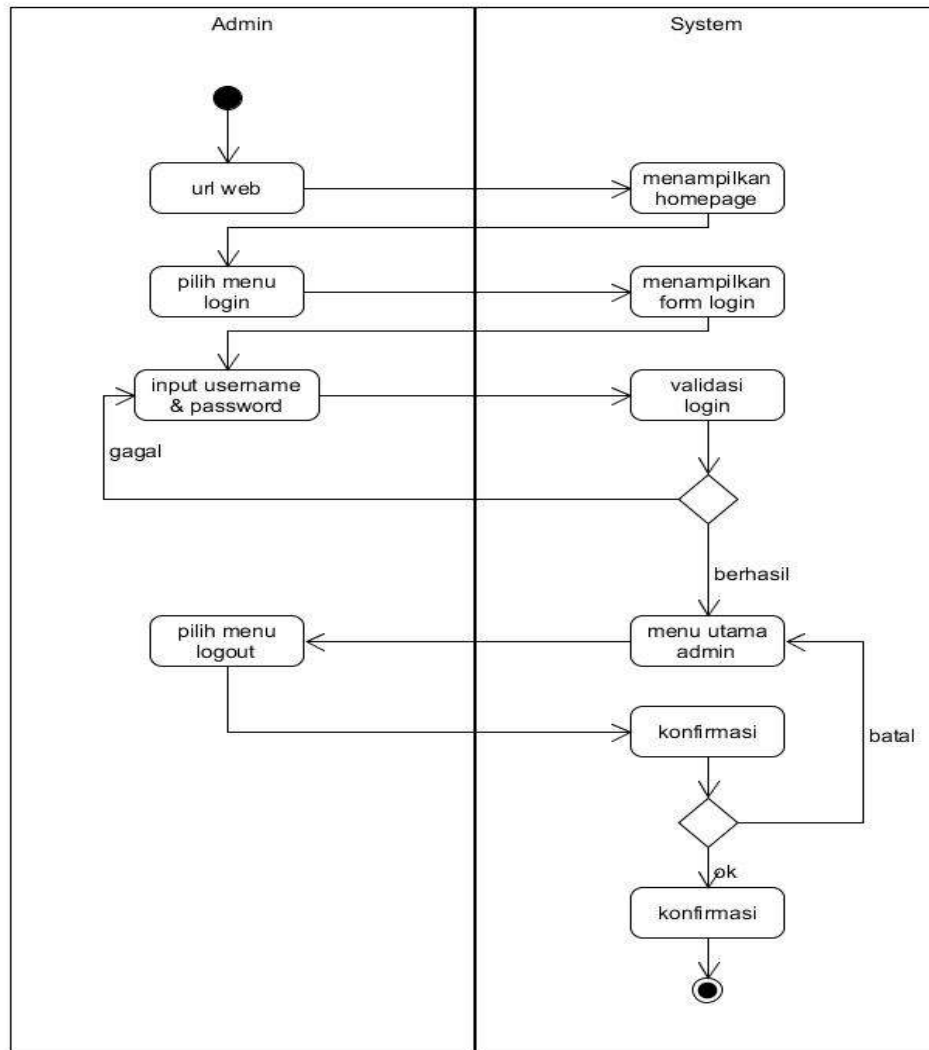 Admin
System
url web
menampilkan
homepage
pilih menu
login
menampilkan
form login
input username
& password
validasi
login
gagal
berhasil
pilih menu
logout
menu utama
admin
konfirmasi
batal
ok
konfirmasi